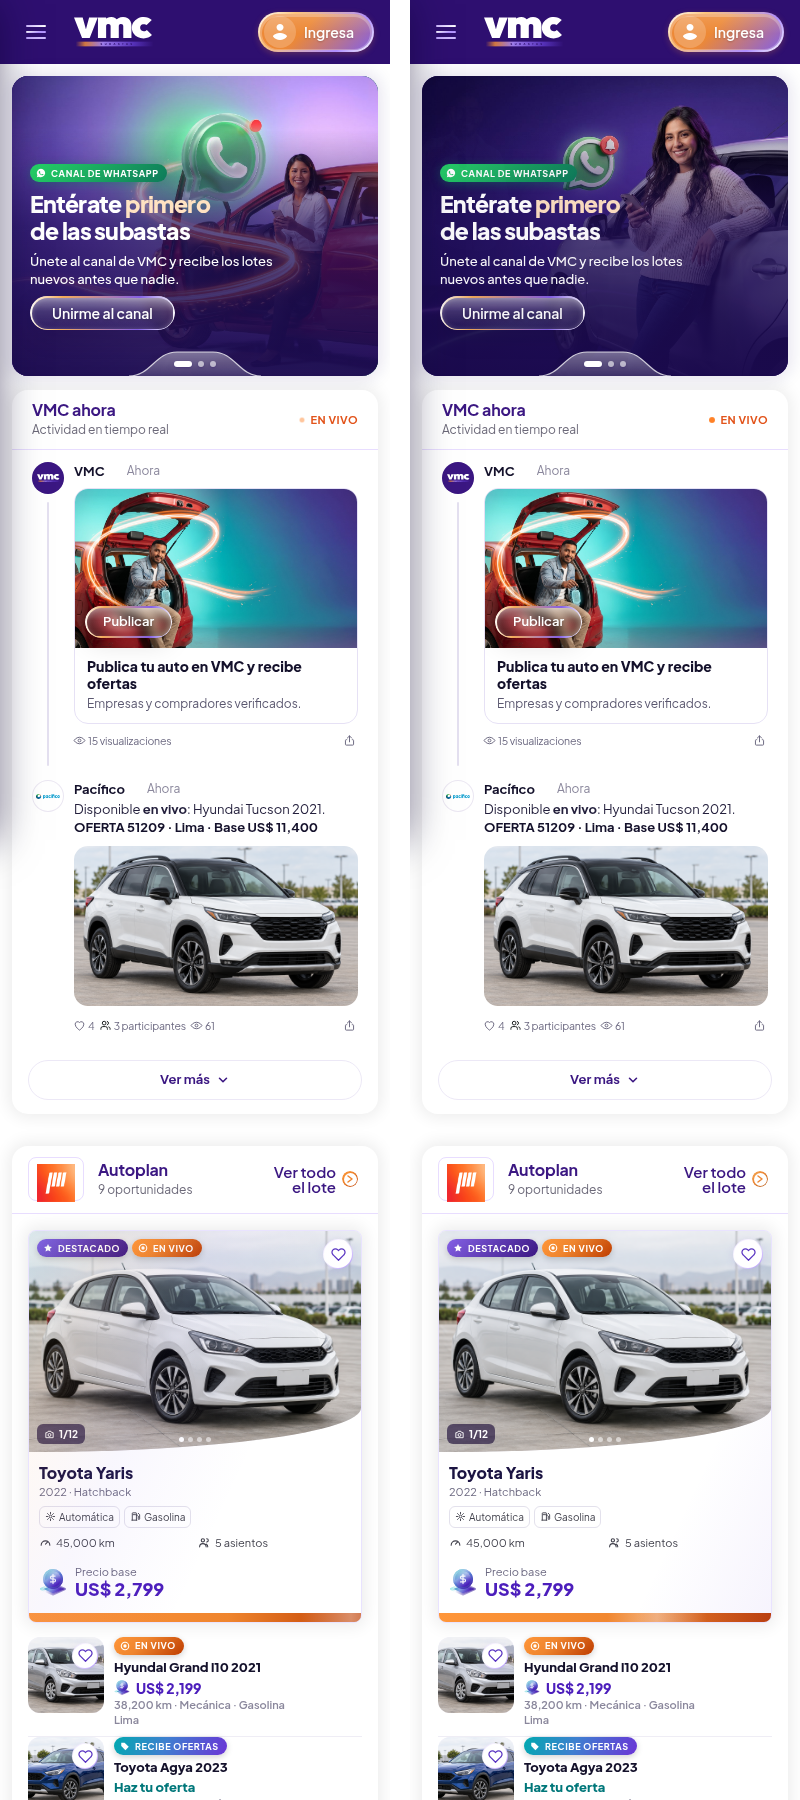 vmc
Ingresa
CANAL DE WHATSAPP
Entérate primero
de las subastas
Únete al canal de VMC y recibe los lotes
nuevos antes que nadie.
Unirme al canal
VMC ahora
Actividad en tiempo real
EN VIVO
vmc
VMC Ahora
Publicar
Publica tu auto en VMC y recibe
ofertas
Empresas y compradores verificados.
15 visualizaciones
pacífico
Pacífico Ahora
Disponible en vivo: Hyundai Tucson 2021.
OFERTA 51209 · Lima · Base US$ 11,400
4 3 participantes 61
Ver más
Autoplan
9 oportunidades
Ver todo
el lote
DESTACADO EN VIVO
1/12
Toyota Yaris
2022 · Hatchback
Automática Gasolina
45,000 km 5 asientos
Precio base
US$ 2,799
EN VIVO
Hyundai Grand I10 2021
US$ 2,199
38,200 km · Mecánica · Gasolina
Lima
RECIBE OFERTAS
Toyota Agya 2023
Haz tu oferta
vmc
Ingresa
CANAL DE WHATSAPP
Entérate primero
de las subastas
Únete al canal de VMC y recibe los lotes
nuevos antes que nadie.
Unirme al canal
VMC ahora
Actividad en tiempo real
EN VIVO
vmc
VMC Ahora
Publicar
Publica tu auto en VMC y recibe
ofertas
Empresas y compradores verificados.
15 visualizaciones
pacífico
Pacífico Ahora
Disponible en vivo: Hyundai Tucson 2021.
OFERTA 51209 · Lima · Base US$ 11,400
4 3 participantes 61
Ver más
Autoplan
9 oportunidades
Ver todo
el lote
DESTACADO EN VIVO
1/12
Toyota Yaris
2022 · Hatchback
Automática Gasolina
45,000 km 5 asientos
Precio base
US$ 2,799
EN VIVO
Hyundai Grand I10 2021
US$ 2,199
38,200 km · Mecánica · Gasolina
Lima
RECIBE OFERTAS
Toyota Agya 2023
Haz tu oferta